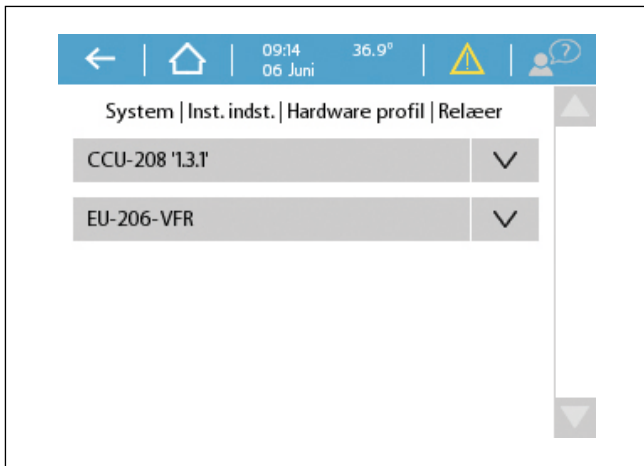 09:14 36.9°
06 Juni
?
System | Inst. indst. | Hardware profil | Relæer
CCU-208 '1.3.1'
EU-206-VFR